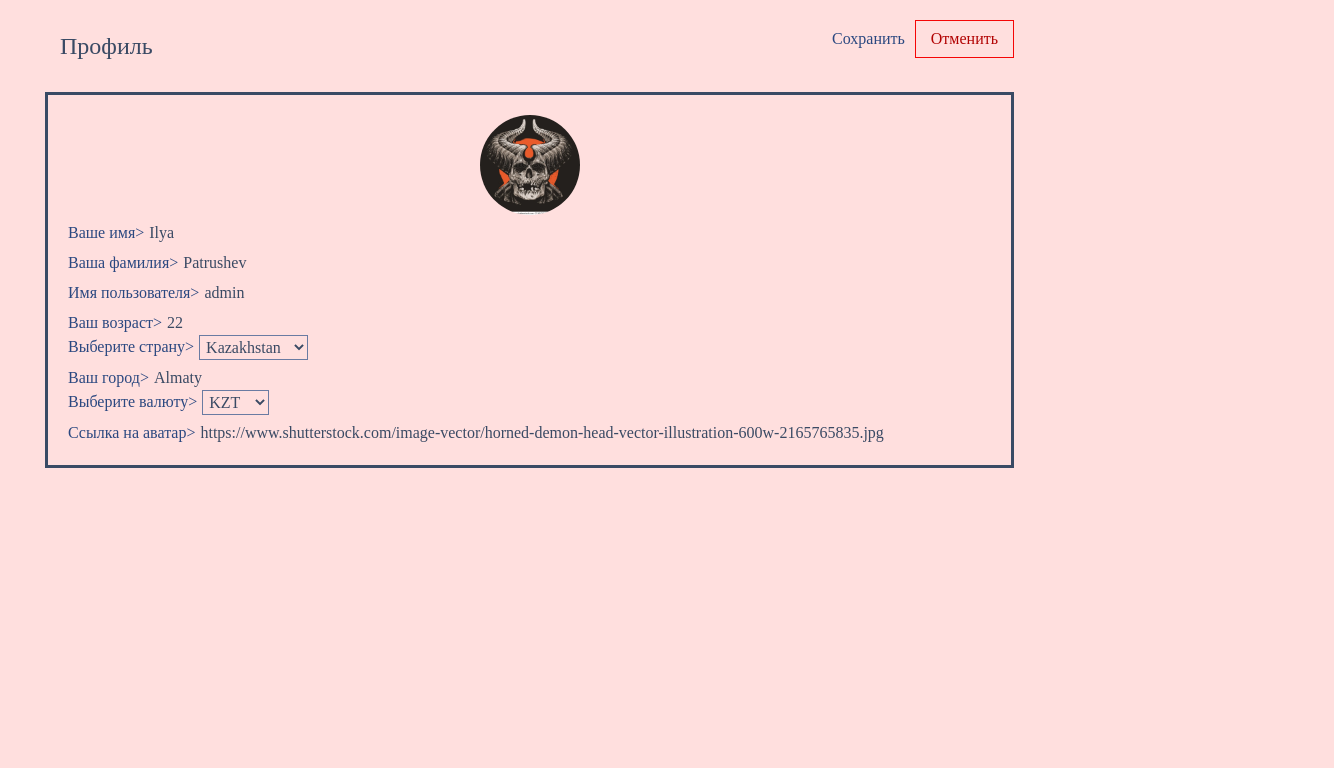 Профиль
Сохранить
Отменить
Ваше имя> Ilya
Ваша фамилия> Patrushev
Имя пользователя> admin
Ваш возраст> 22
Выберите страну> Kazakhstan
Ваш город> Almaty
Выберите валюту> KZT
Ссылка на аватар> https://www.shutterstock.com/image-vector/horned-demon-head-vector-illustration-600w-2165765835.jpg